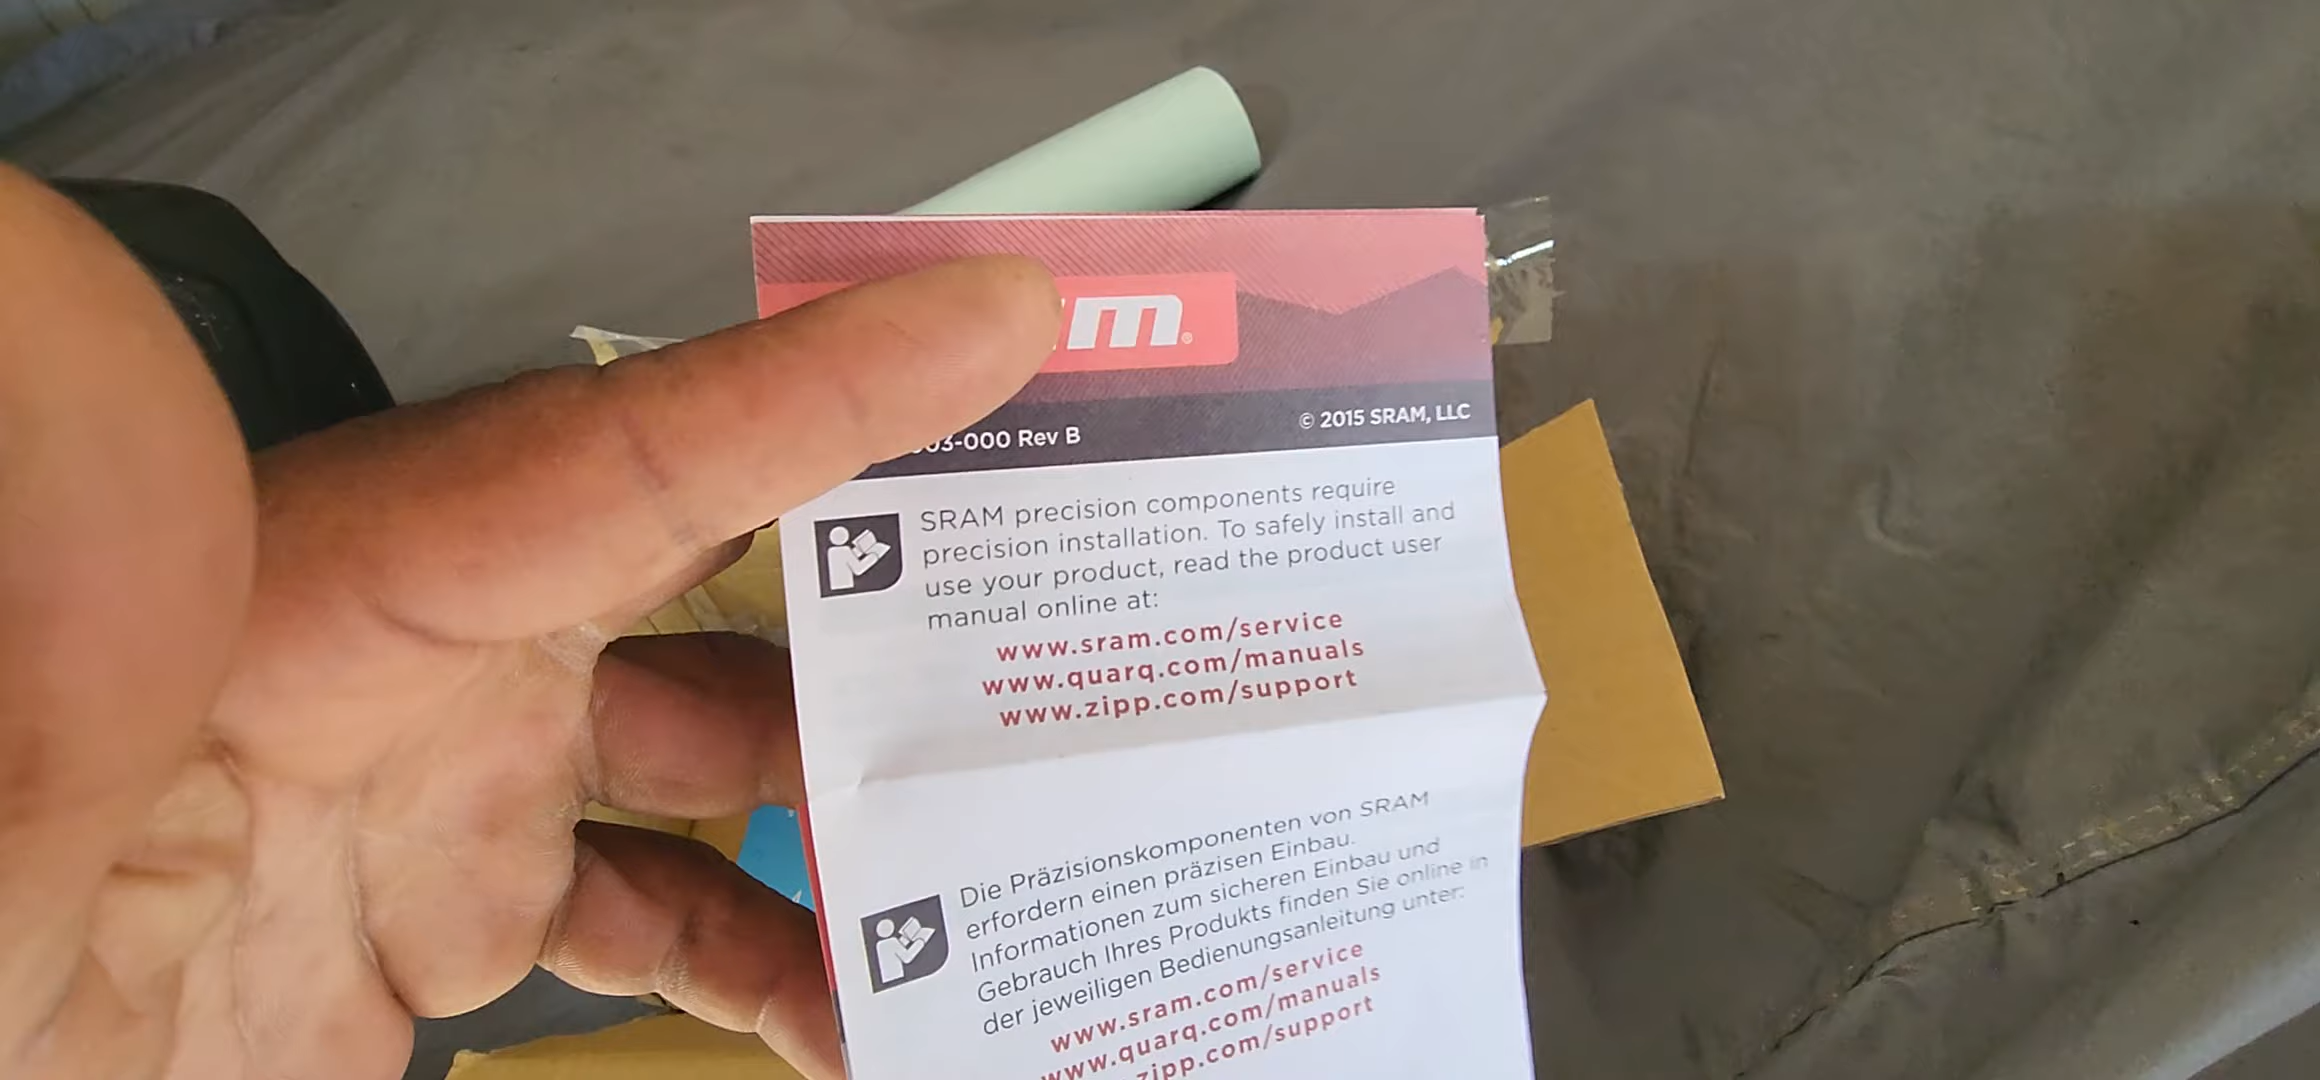 © 2015 SRAM, LLC
-000 Rev B
SRAM precision components require
precision installation. To safely install and
use your product, read the product user
manual online at:
www.sram.com/service
www.quarq.com/manuals
www.zipp.com/support
Die Präzisionskomponenten von SRAM
erfordern einen präzisen Einbau.
Informationen zum sicheren Einbau und
Gebrauch Ihres Produkts finden Sie online in
der jeweiligen Bedienungsanleitung unter:
www.sram.com/service
www.quarq.com/manuals
zipp.com/support